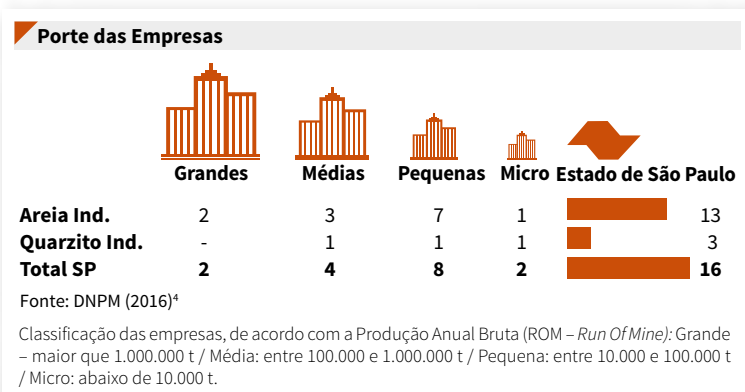 Porte das Empresas
Grandes Médias Pequenas Micro Estado de São Paulo
Areia Ind. 2 3 7 1 13
Quarzito Ind. - 1 1 1 3
Total SP 2 4 8 2 16
Fonte: DNPM (2016)⁴
Classificação das empresas, de acordo com a Produção Anual Bruta (ROM – Run Of Mine): Grande
– maior que 1.000.000 t / Média: entre 100.000 e 1.000.000 t / Pequena: entre 10.000 e 100.000 t
/ Micro: abaixo de 10.000 t.